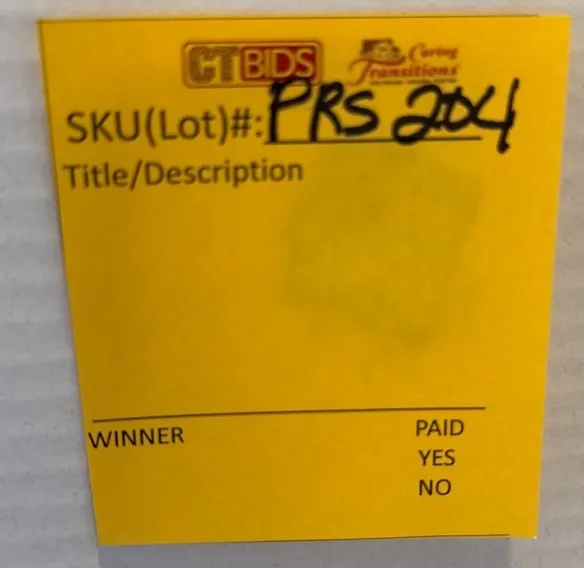 CTBIDS Caring Transitions
SKU(Lot)#: PRS 204
Title/Description
WINNER PAID
YES
NO